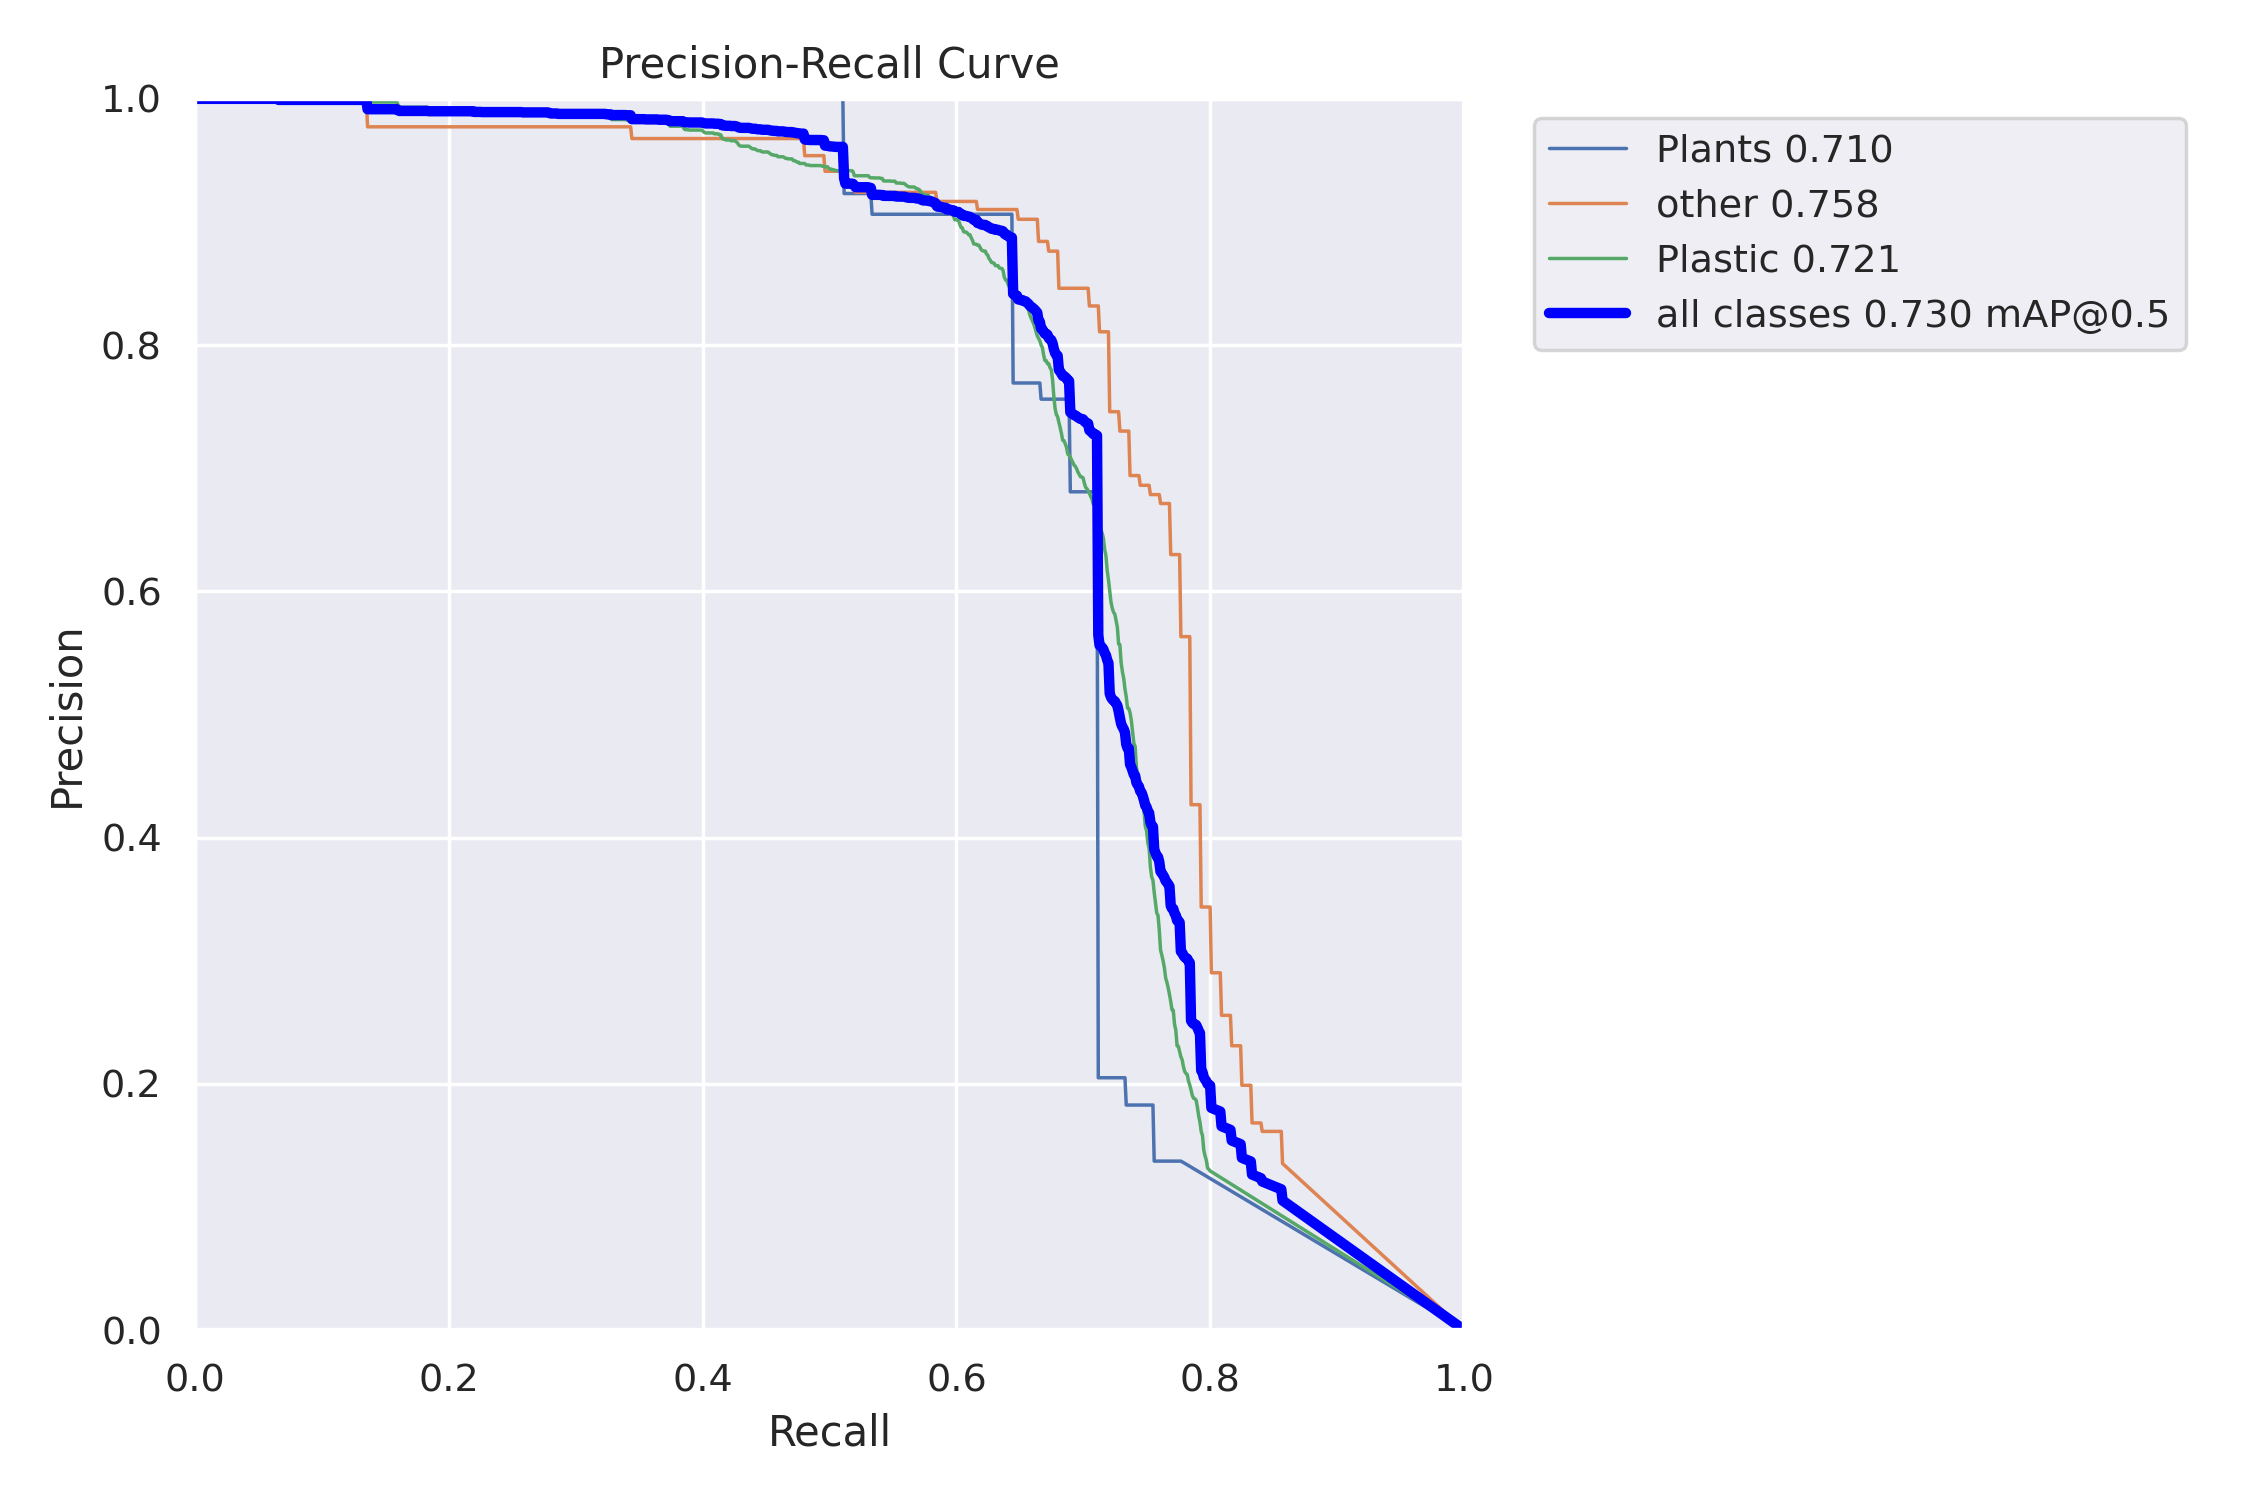 Precision-Recall Curve
1.0
0.8
0.6
0.4
0.2
0.0
Precision
0.0 0.2 0.4 0.6 0.8 1.0
Recall
Plants 0.710
other 0.758
Plastic 0.721
all classes 0.730 mAP@0.5